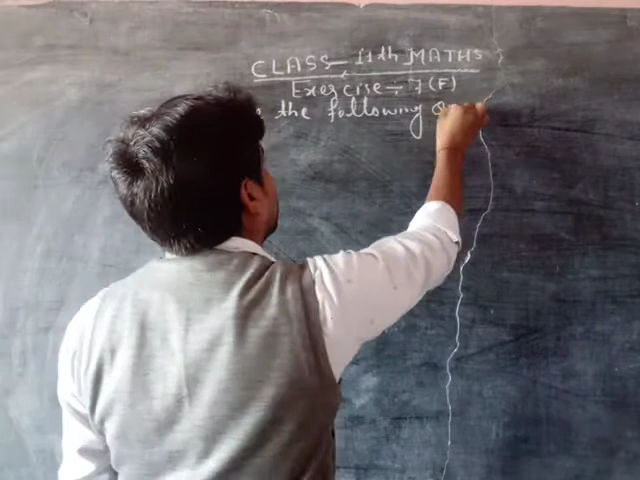 CLASS - 11th MATHS
Exercise ÷ 7(F)
the following